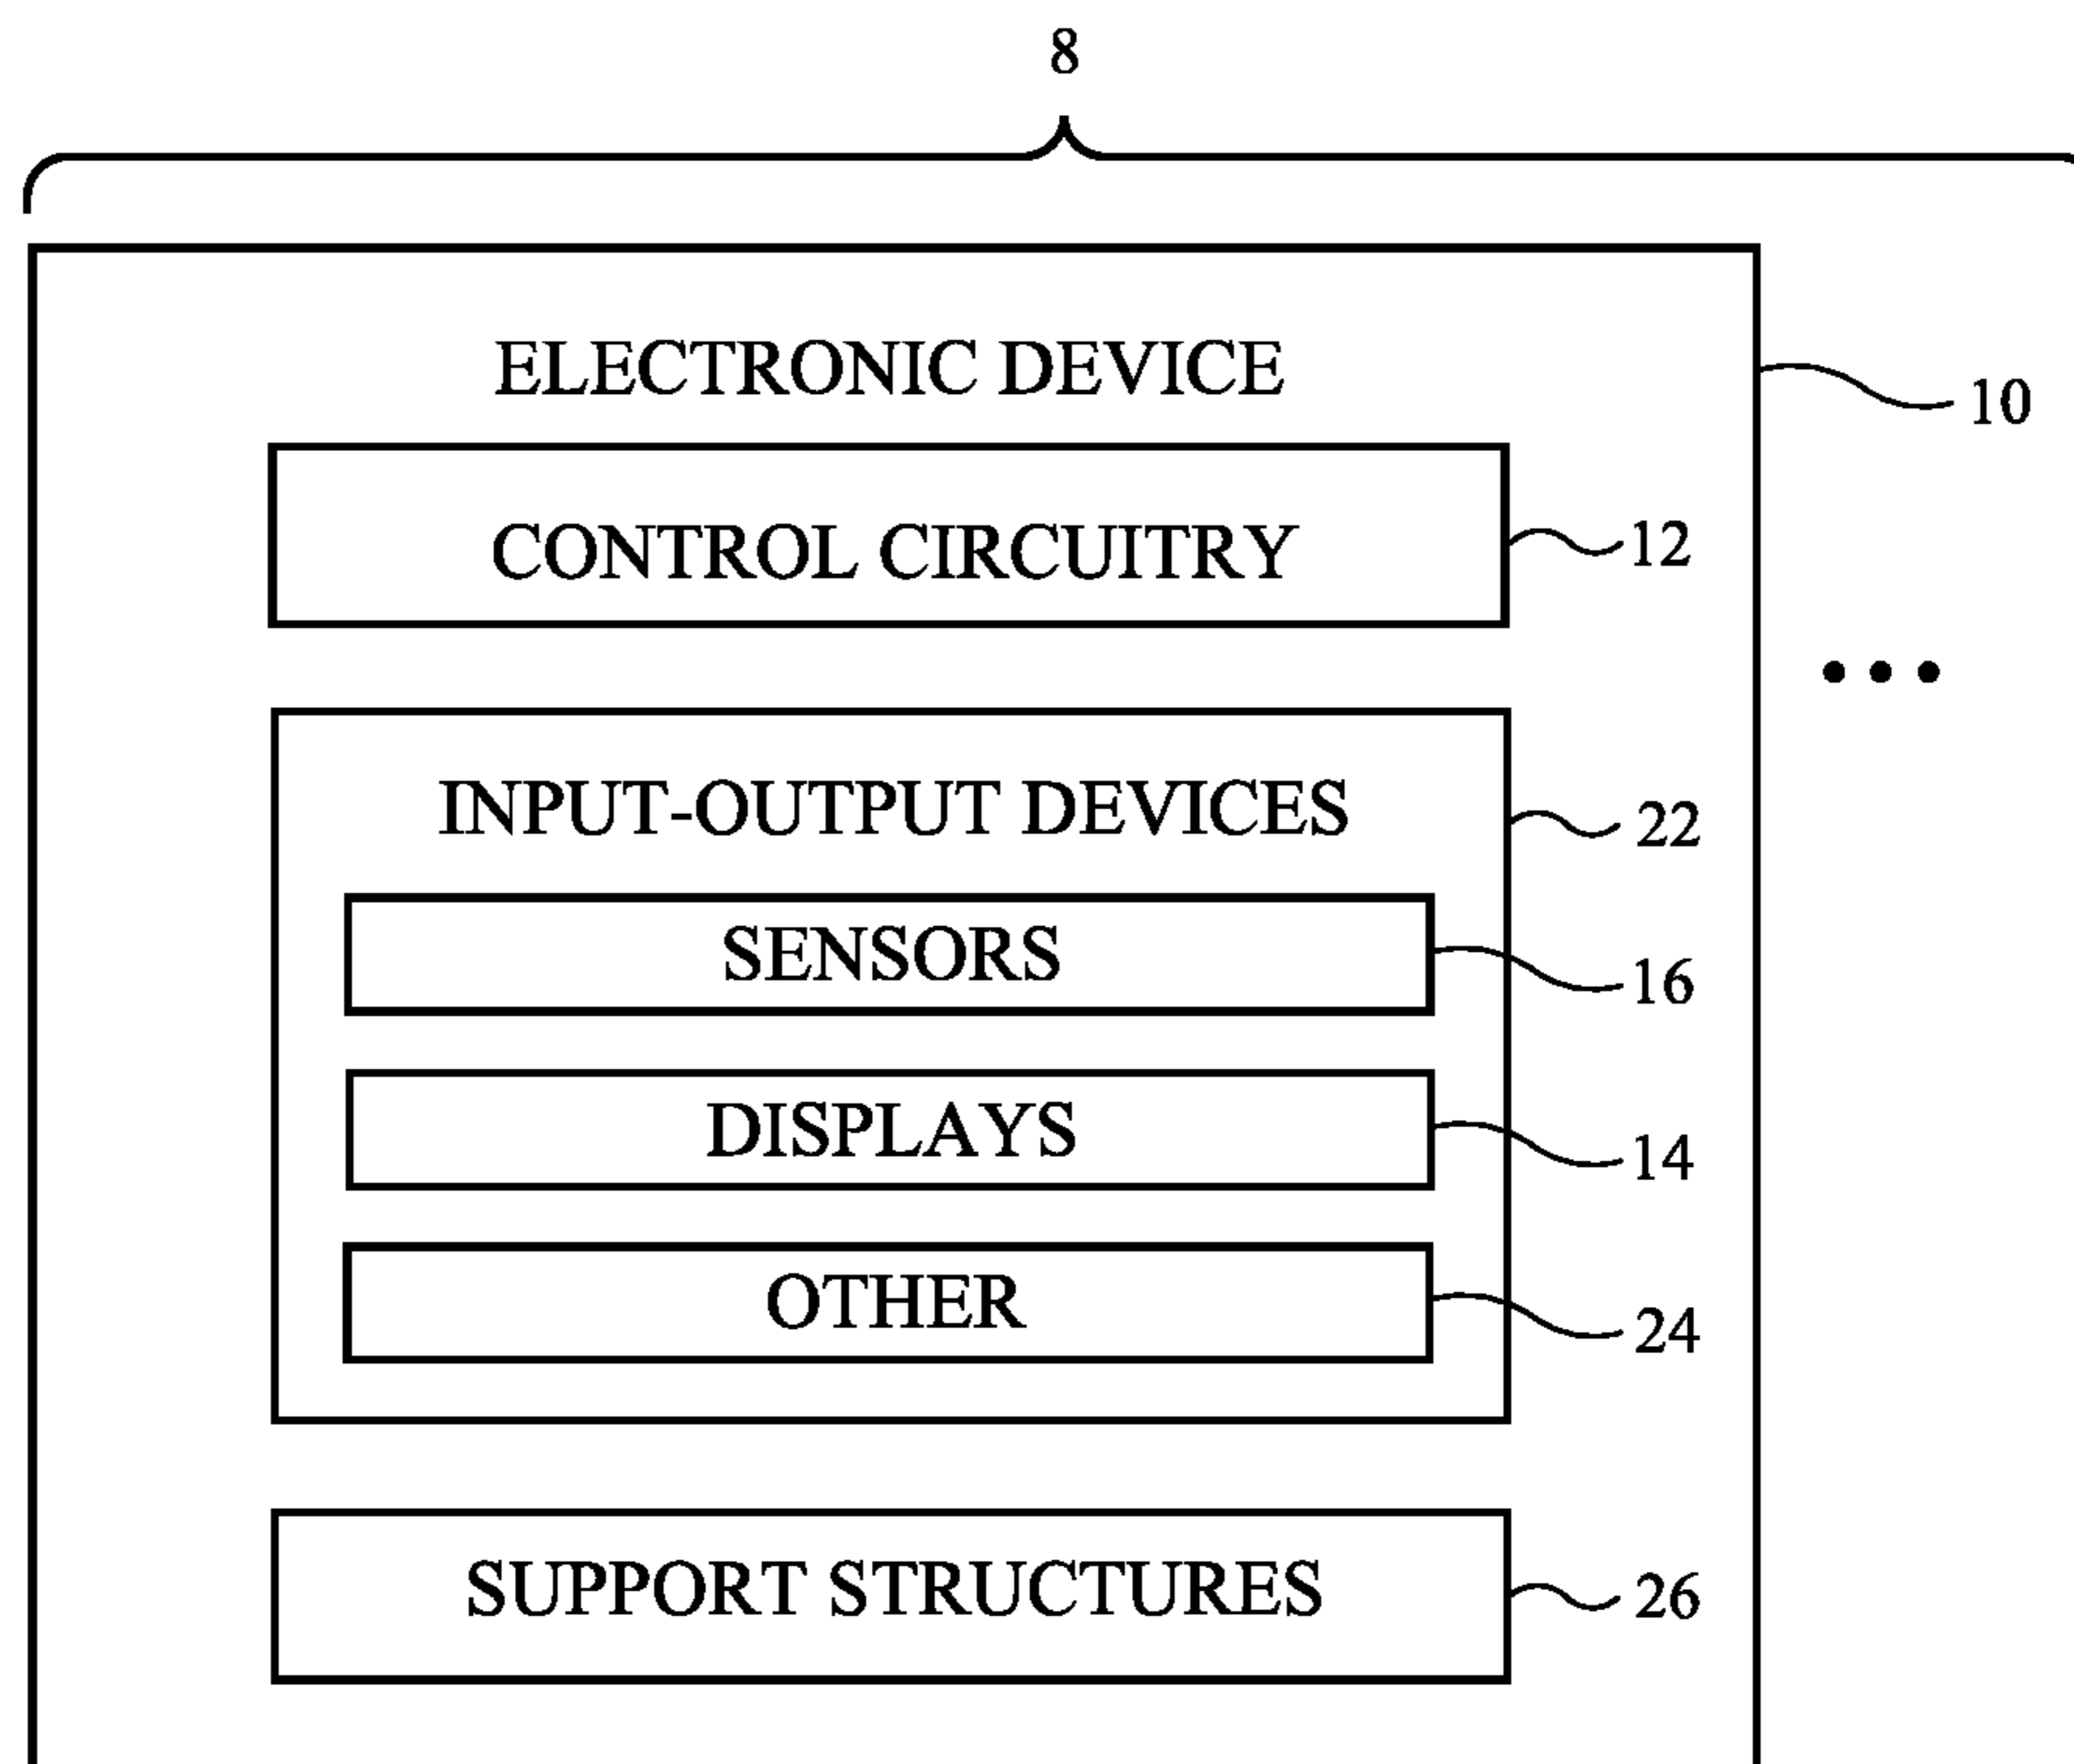 8
ELECTRONIC DEVICE
10
CONTROL CIRCUITRY
12
INPUT-OUTPUT DEVICES
22
SENSORS
16
DISPLAYS
14
OTHER
24
SUPPORT STRUCTURES
26